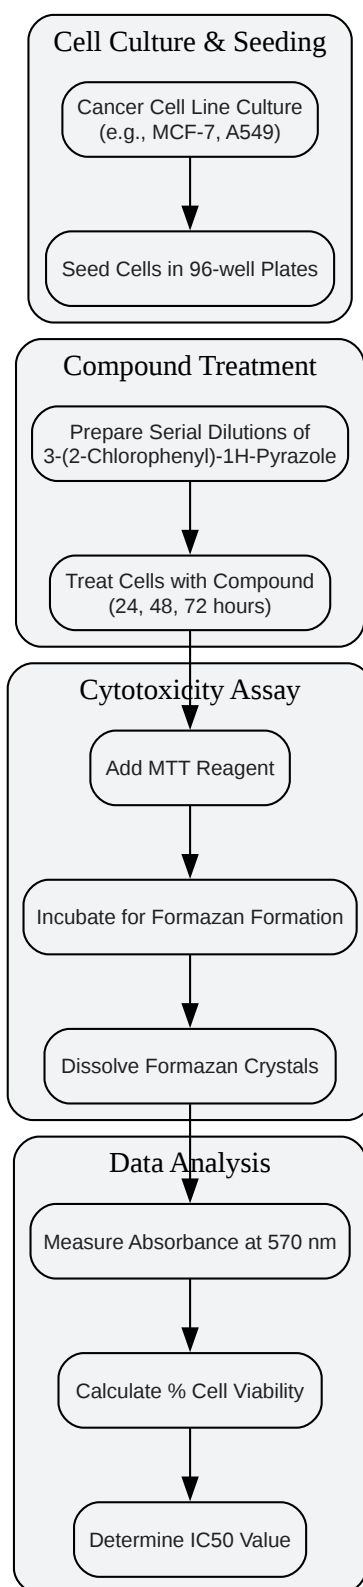 Cell Culture & Seeding
Cancer Cell Line Culture
(e.g., MCF-7, A549)
Seed Cells in 96-well Plates
Compound Treatment
Prepare Serial Dilutions of
3-(2-Chlorophenyl)-1H-Pyrazole
Treat Cells with Compound
(24, 48, 72 hours)
Cytotoxicity Assay
Add MTT Reagent
Incubate for Formazan Formation
Dissolve Formazan Crystals
Data Analysis
Measure Absorbance at 570 nm
Calculate % Cell Viability
Determine IC50 Value